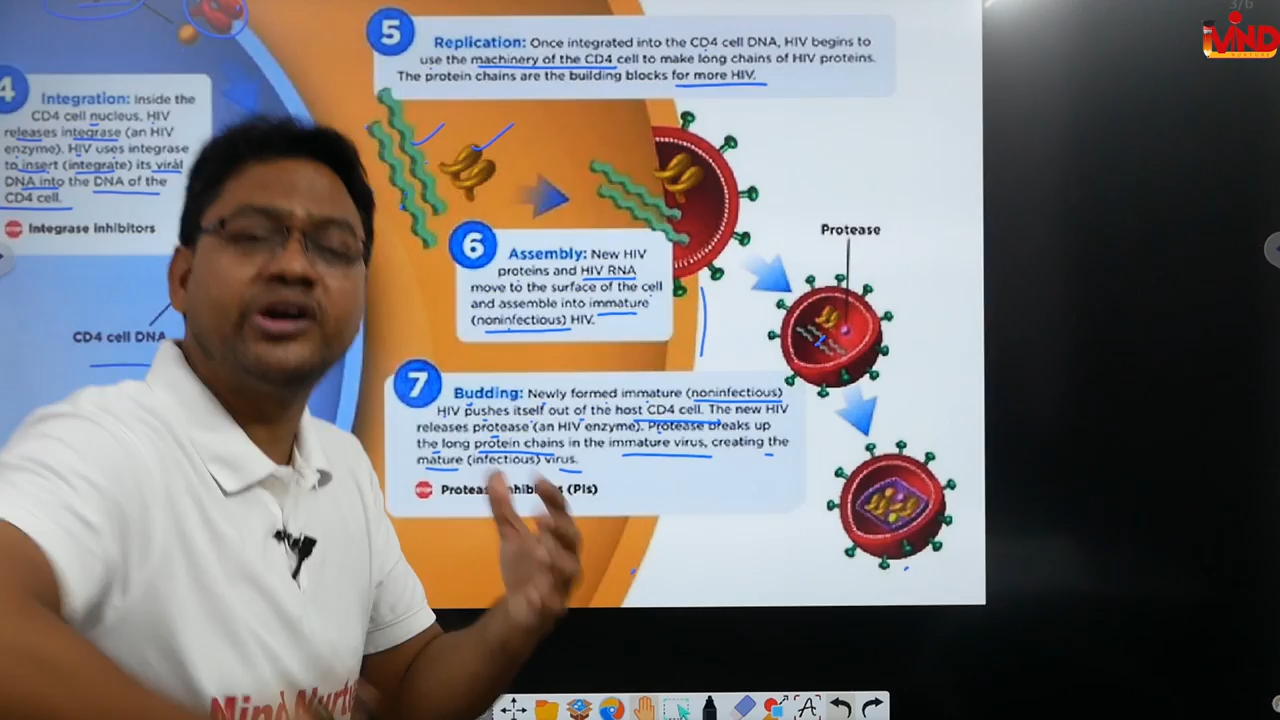 3/6
MIND
5
Replication: Once integrated into the CD4 cell DNA, HIV begins to
use the machinery of the CD4 cell to make long chains of HIV proteins.
The protein chains are the building blocks for more HIV.
4
Integration: Inside the
CD4 cell nucleus, HIV
releases integrase (an HIV
enzyme). HIV uses integrase
to insert (integrate) its viral
DNA into the DNA of the
CD4 cell.
STOP Integrase Inhibitors
CD4 cell DNA
6
Assembly: New HIV
proteins and HIV RNA
move to the surface of the cell
and assemble into immature
(noninfectious) HIV.
Protease
7
Budding: Newly formed immature (noninfectious)
HIV pushes itself out of the host CD4 cell. The new HIV
releases protease (an HIV enzyme). Protease breaks up
the long protein chains in the immature virus, creating the
mature (infectious) virus.
STOP (PIs)
A